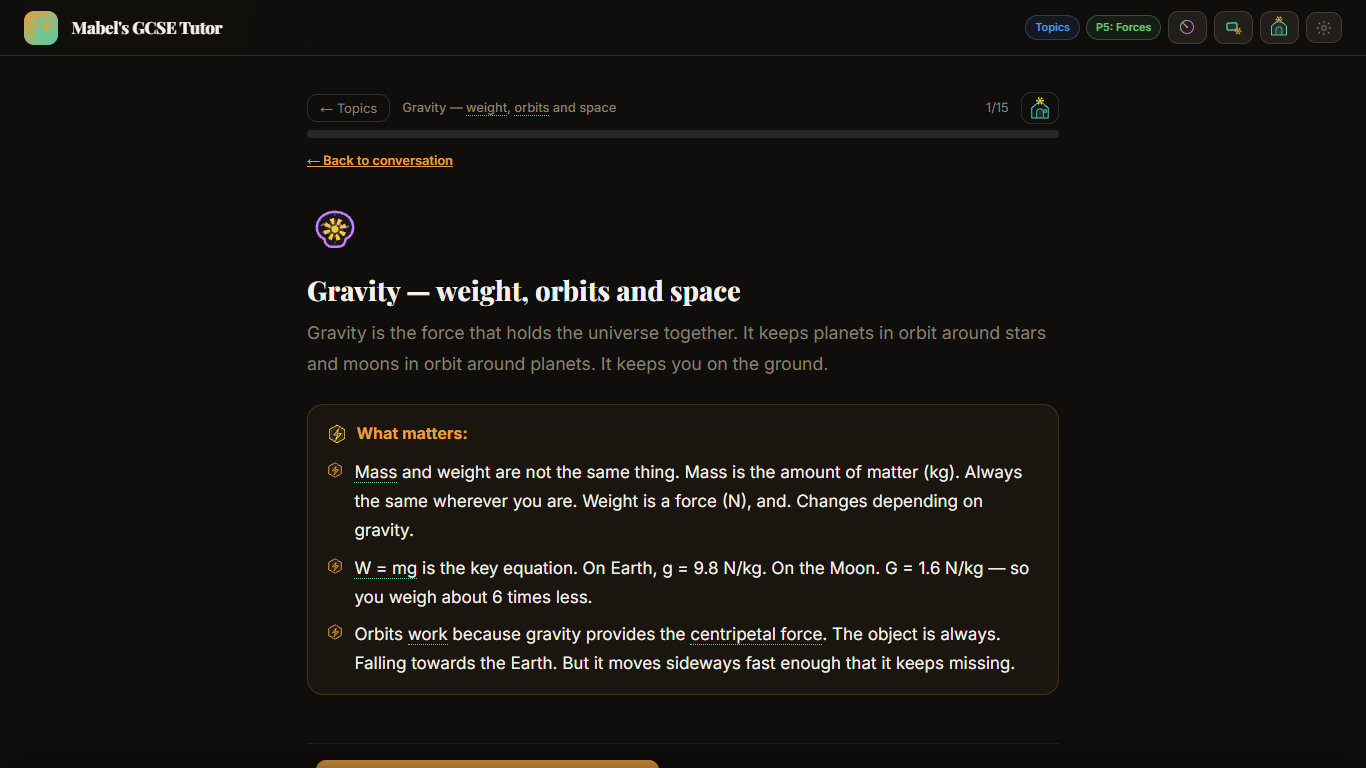 Mabel's GCSE Tutor
Topics
P5: Forces
← Topics
Gravity — weight, orbits and space
1/15
← Back to conversation
Gravity — weight, orbits and space
Gravity is the force that holds the universe together. It keeps planets in orbit around stars
and moons in orbit around planets. It keeps you on the ground.
What matters:
Mass and weight are not the same thing. Mass is the amount of matter (kg). Always
the same wherever you are. Weight is a force (N), and. Changes depending on
gravity.
W = mg is the key equation. On Earth, g = 9.8 N/kg. On the Moon. G = 1.6 N/kg — so
you weigh about 6 times less.
Orbits work because gravity provides the centripetal force. The object is always.
Falling towards the Earth. But it moves sideways fast enough that it keeps missing.